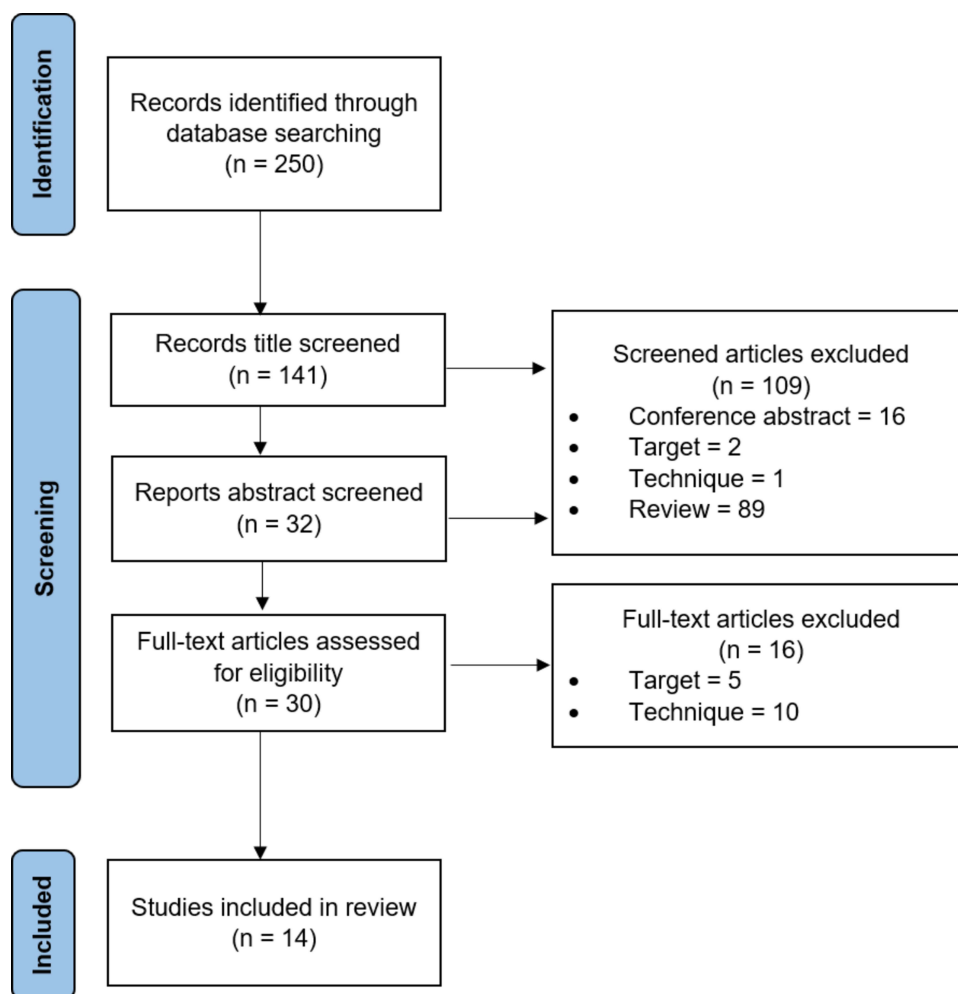 Identification
Records identified through
database searching
(n = 250)
Screening
Records title screened
(n = 141)
Screened articles excluded
(n = 109)
• Conference abstract = 16
• Target = 2
• Technique = 1
• Review = 89
Reports abstract screened
(n = 32)
Full-text articles assessed
for eligibility
(n = 30)
Full-text articles excluded
(n = 16)
• Target = 5
• Technique = 10
Included
Studies included in review
(n = 14)